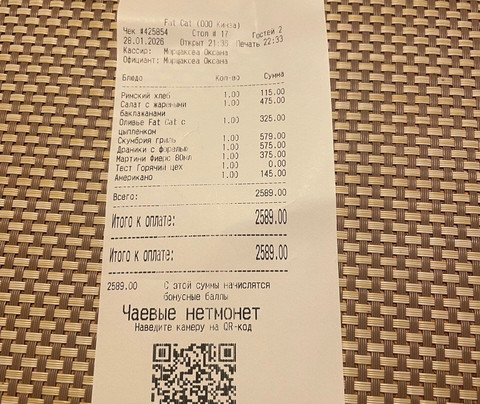 Fat Cat (ООО Киеза)
Чек #425854 Стол # 17 Гостей 2
28.01.2026 Открыт 21:38 Печать 22:33
Кассир: Моршакова Оксана
Официант: Моршакова Оксана
Блюдо Кол-во Сумма
Римский хлеб 1.00 115.00
Салат с жареными 1.00 475.00
баклажанами
Оливье Fat Cat с 1.00 325.00
цыпленком
Скумбрия гриль 1.00 579.00
Драники с форелью 1.00 575.00
Мартини Фиеро 80мл 1.00 375.00
Тест Горячий цех 1.00 0.00
Американо 1.00 145.00
Всего: 2589.00
Итого к оплате: 2589.00
Итого к оплате: 2589.00
2589.00 С этой суммы начислятся
бонусные баллы
Чаевые нетмонет
Наведите камеру на QR-код